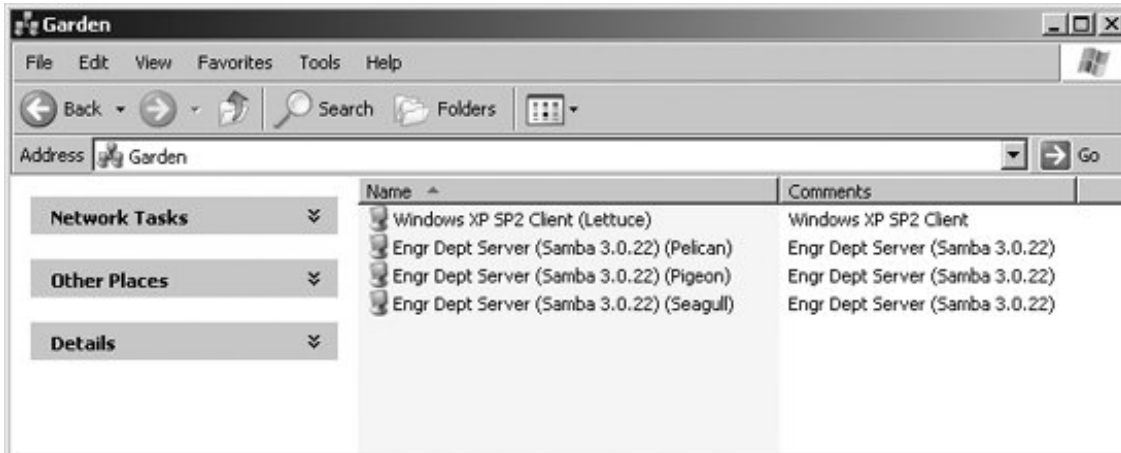 Garden
File Edit View Favorites Tools Help
Back Search Folders
Address Garden Go
Network Tasks
Other Places
Details
Name Comments
Windows XP SP2 Client (Lettuce) Windows XP SP2 Client
Engr Dept Server (Samba 3.0.22) (Pelican) Engr Dept Server (Samba 3.0.22)
Engr Dept Server (Samba 3.0.22) (Pigeon) Engr Dept Server (Samba 3.0.22)
Engr Dept Server (Samba 3.0.22) (Seagull) Engr Dept Server (Samba 3.0.22)